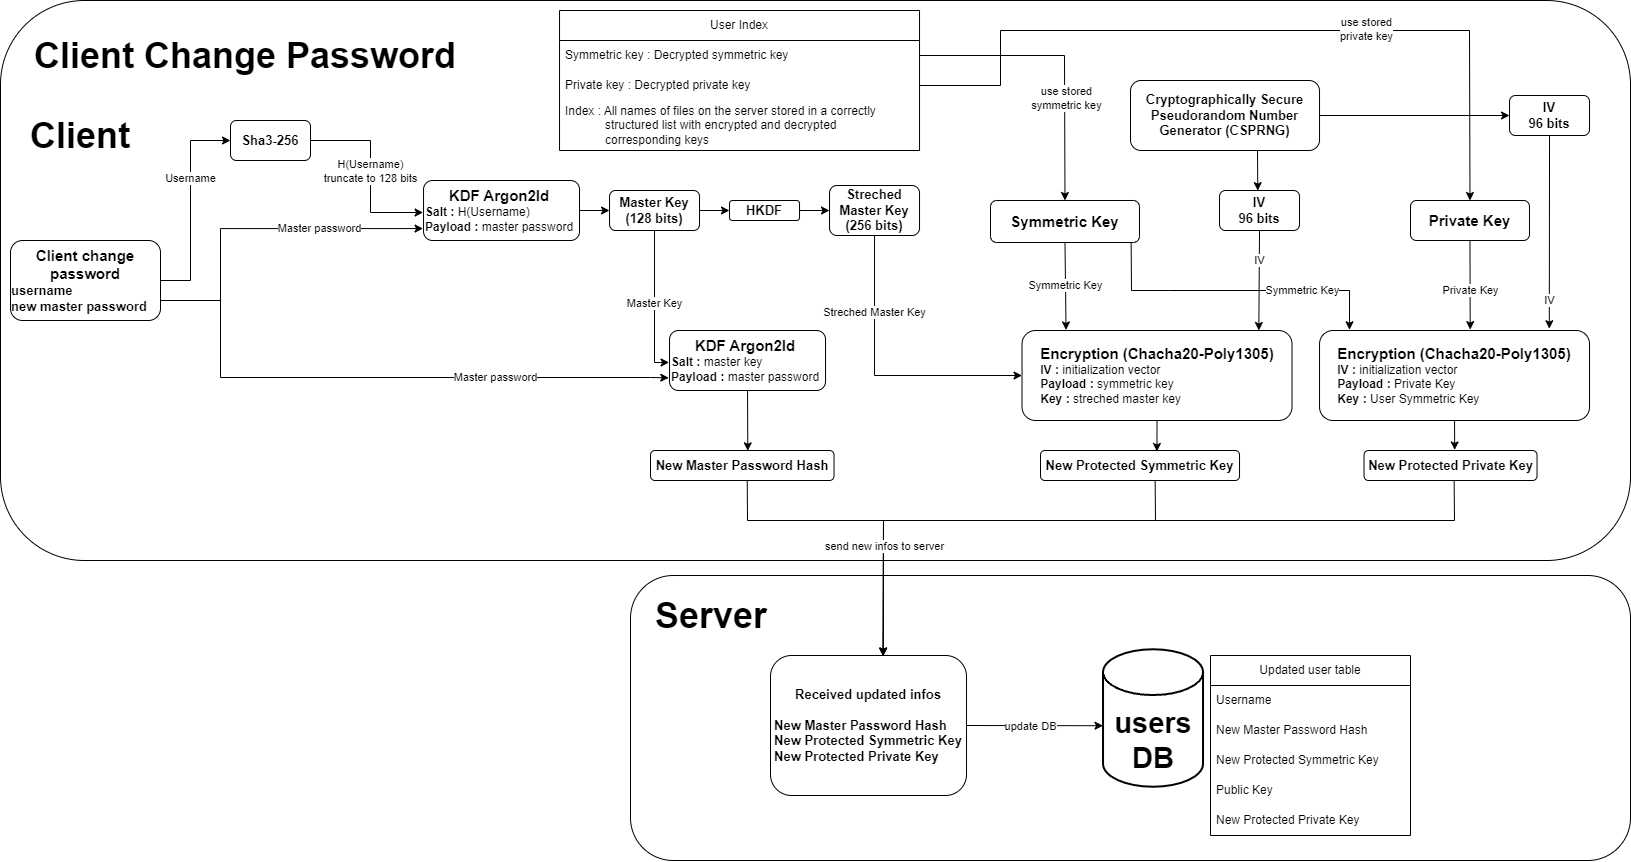 Client Change Password
Client
User Index
Symmetric key : Decrypted symmetric key
Private key : Decrypted private key
Index : All names of files on the server stored in a correctly
structured list with encrypted and decrypted
corresponding keys
use stored
private key
use stored
symmetric key
Cryptographically Secure
Pseudorandom Number
Generator (CSPRNG)
IV
96 bits
Sha3-256
Username
H(Username)
truncate to 128 bits
KDF Argon2Id
Salt : H(Username)
Payload : master password
Master Key
(128 bits)
HKDF
Streched
Master Key
(256 bits)
Symmetric Key
IV
96 bits
Private Key
Master password
Client change
password
username
new master password
IV
Symmetric Key
Symmetric Key
Private Key
IV
Master Key
Streched Master Key
KDF Argon2Id
Salt : master key
Payload : master password
Master password
Encryption (Chacha20-Poly1305)
IV : initialization vector
Payload : symmetric key
Key : streched master key
Encryption (Chacha20-Poly1305)
IV : initialization vector
Payload : Private Key
Key : User Symmetric Key
New Master Password Hash
New Protected Symmetric Key
New Protected Private Key
send new infos to server
Server
Received updated infos
New Master Password Hash
New Protected Symmetric Key
New Protected Private Key
update DB
users
DB
Updated user table
Username
New Master Password Hash
New Protected Symmetric Key
Public Key
New Protected Private Key